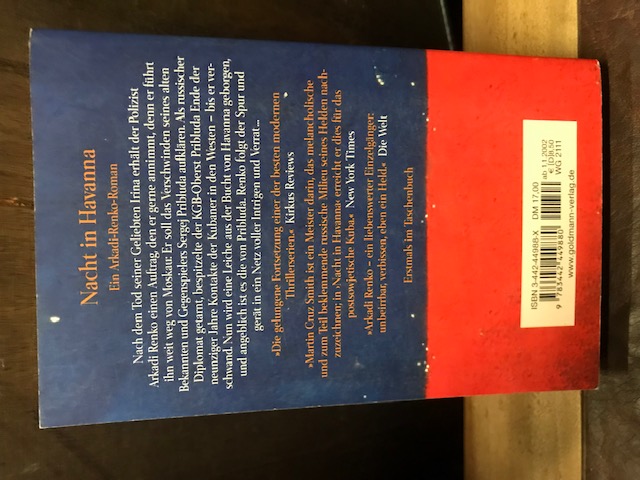 Nacht in Havanna
Ein Arkadi-Renko-Roman
Nach dem Tod seiner Geliebten Irina erhält der Polizist
Arkadi Renko einen Auftrag, den er gerne annimmt, denn er führt
ihn weit weg von Moskau: Er soll das Verschwinden seines alten
Bekannten und Gegenspielers Sergej Pribluda aufklären. Als russischer
Diplomat getarnt, bespitzelte der KGB-Oberst Pribluda Ende der
neunziger Jahre Kontakte der Kubaner in den Westen – bis er ver-
schwand. Nun wird eine Leiche aus der Bucht von Havanna geborgen,
und angeblich ist es die von Pribluda. Renko folgt der Spur und
gerät in ein Netz voller Intrigen und Verrat...
»Die gelungene Fortsetzung einer der besten modernen
Thrillerserien.« Kirkus Reviews
»Martin Cruz Smith ist ein Meister darin, das melancholische
und zum Teil beklemmende russische Milieu seines Helden nach-
zuzeichnen: in ›Nacht in Havanna‹ erreicht er dies für das
postsowjetische Kuba.« New York Times
»Arkadi Renko – ein liebenswerter Einzelgänger:
unbeirrbar, verbissen, eben ein Held.« Die Welt
Erstmals im Taschenbuch
ISBN 3-442-44988-X
9 783442 449880
DM 17,00
ab 1.1.2002
€ [D] 8,50
WG 2111
www.goldmann-verlag.de